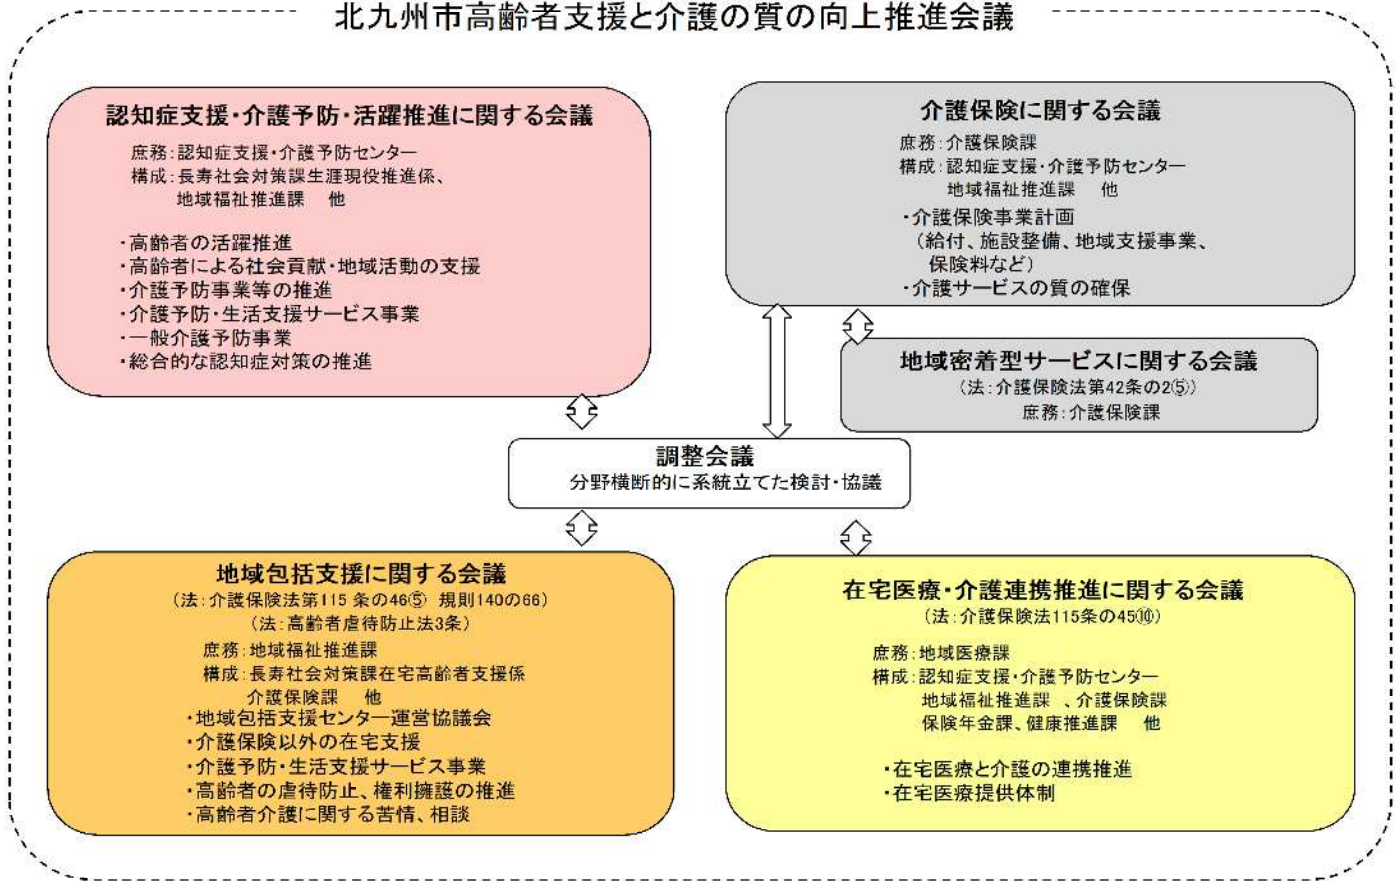 北九州市高齢者支援と介護の質の向上推進会議
認知症支援・介護予防・活躍推進に関する会議
庶務:認知症支援・介護予防センター
構成:長寿社会対策課生涯現役推進係、
地域福祉推進課　他
・高齢者の活躍推進
・高齢者による社会貢献・地域活動の支援
・介護予防事業等の推進
・介護予防・生活支援サービス事業
・一般介護予防事業
・総合的な認知症対策の推進
介護保険に関する会議
庶務:介護保険課
構成:認知症支援・介護予防センター
地域福祉推進課　他
・介護保険事業計画
(給付、施設整備、地域支援事業、
保険料など)
・介護サービスの質の確保
地域密着型サービスに関する会議
(法:介護保険法第42条の2⑤)
庶務:介護保険課
調整会議
分野横断的に系統立てた検討・協議
地域包括支援に関する会議
(法:介護保険法第115 条の46⑤ 規則140の66)
(法:高齢者虐待防止法3条)
庶務:地域福祉推進課
構成:長寿社会対策課在宅高齢者支援係
介護保険課　他
・地域包括支援センター運営協議会
・介護保険以外の在宅支援
・介護予防・生活支援サービス事業
・高齢者の虐待防止、権利擁護の推進
・高齢者介護に関する苦情、相談
在宅医療・介護連携推進に関する会議
(法:介護保険法115条の45⑩)
庶務:地域医療課
構成:認知症支援・介護予防センター
地域福祉推進課 、介護保険課
保険年金課、健康推進課　他
・在宅医療と介護の連携推進
・在宅医療提供体制